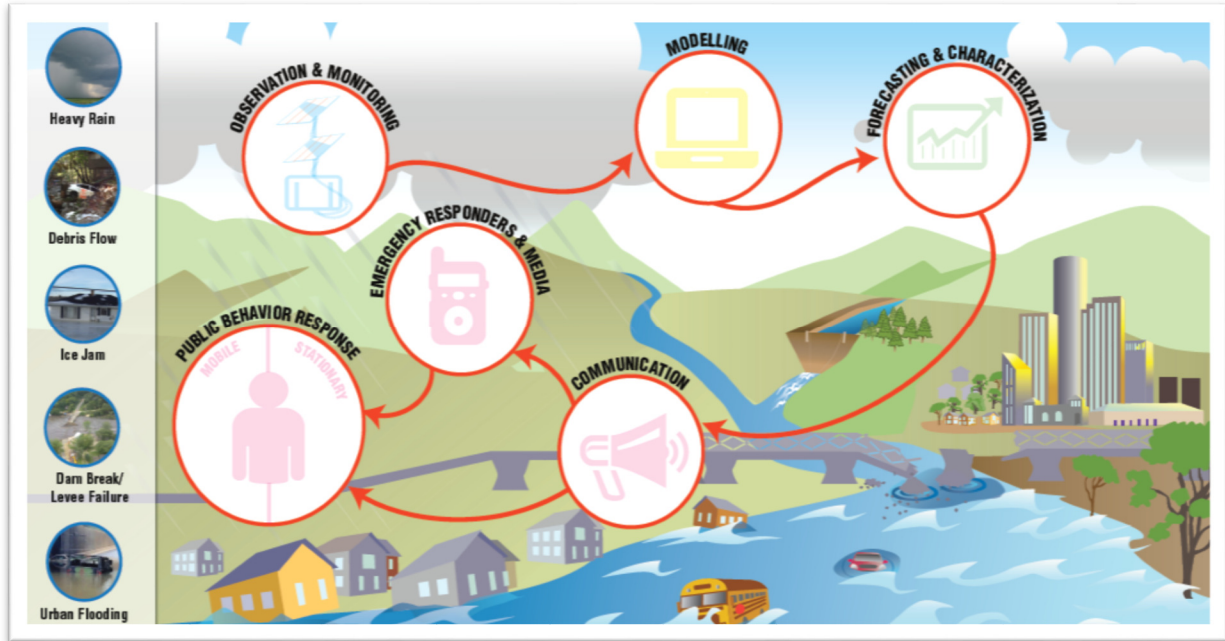 Heavy Rain
Debris Flow
Ice Jam
Dam Break/
Levee Failure
Urban Flooding
OBSERVATION & MONITORING
MODELLING
FORECASTING & CHARACTERIZATION
EMERGENCY RESPONDERS & MEDIA
PUBLIC BEHAVIOR RESPONSE
MOBILE
STATIONARY
COMMUNICATION